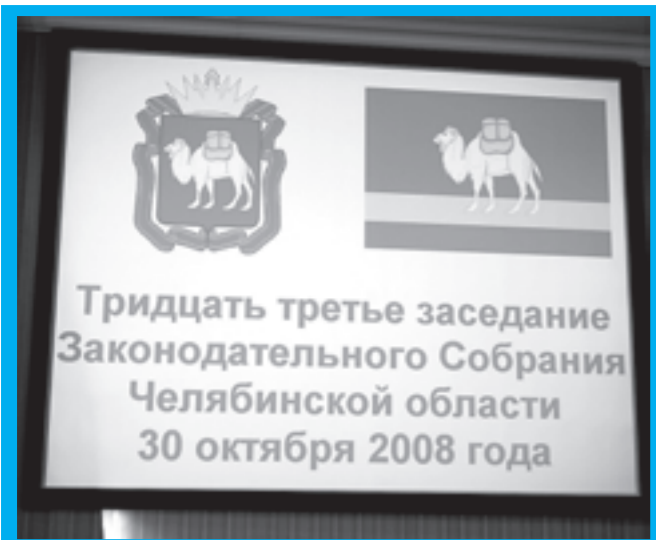 Тридцать третье заседание
Законодательного Собрания
Челябинской области
30 октября 2008 года